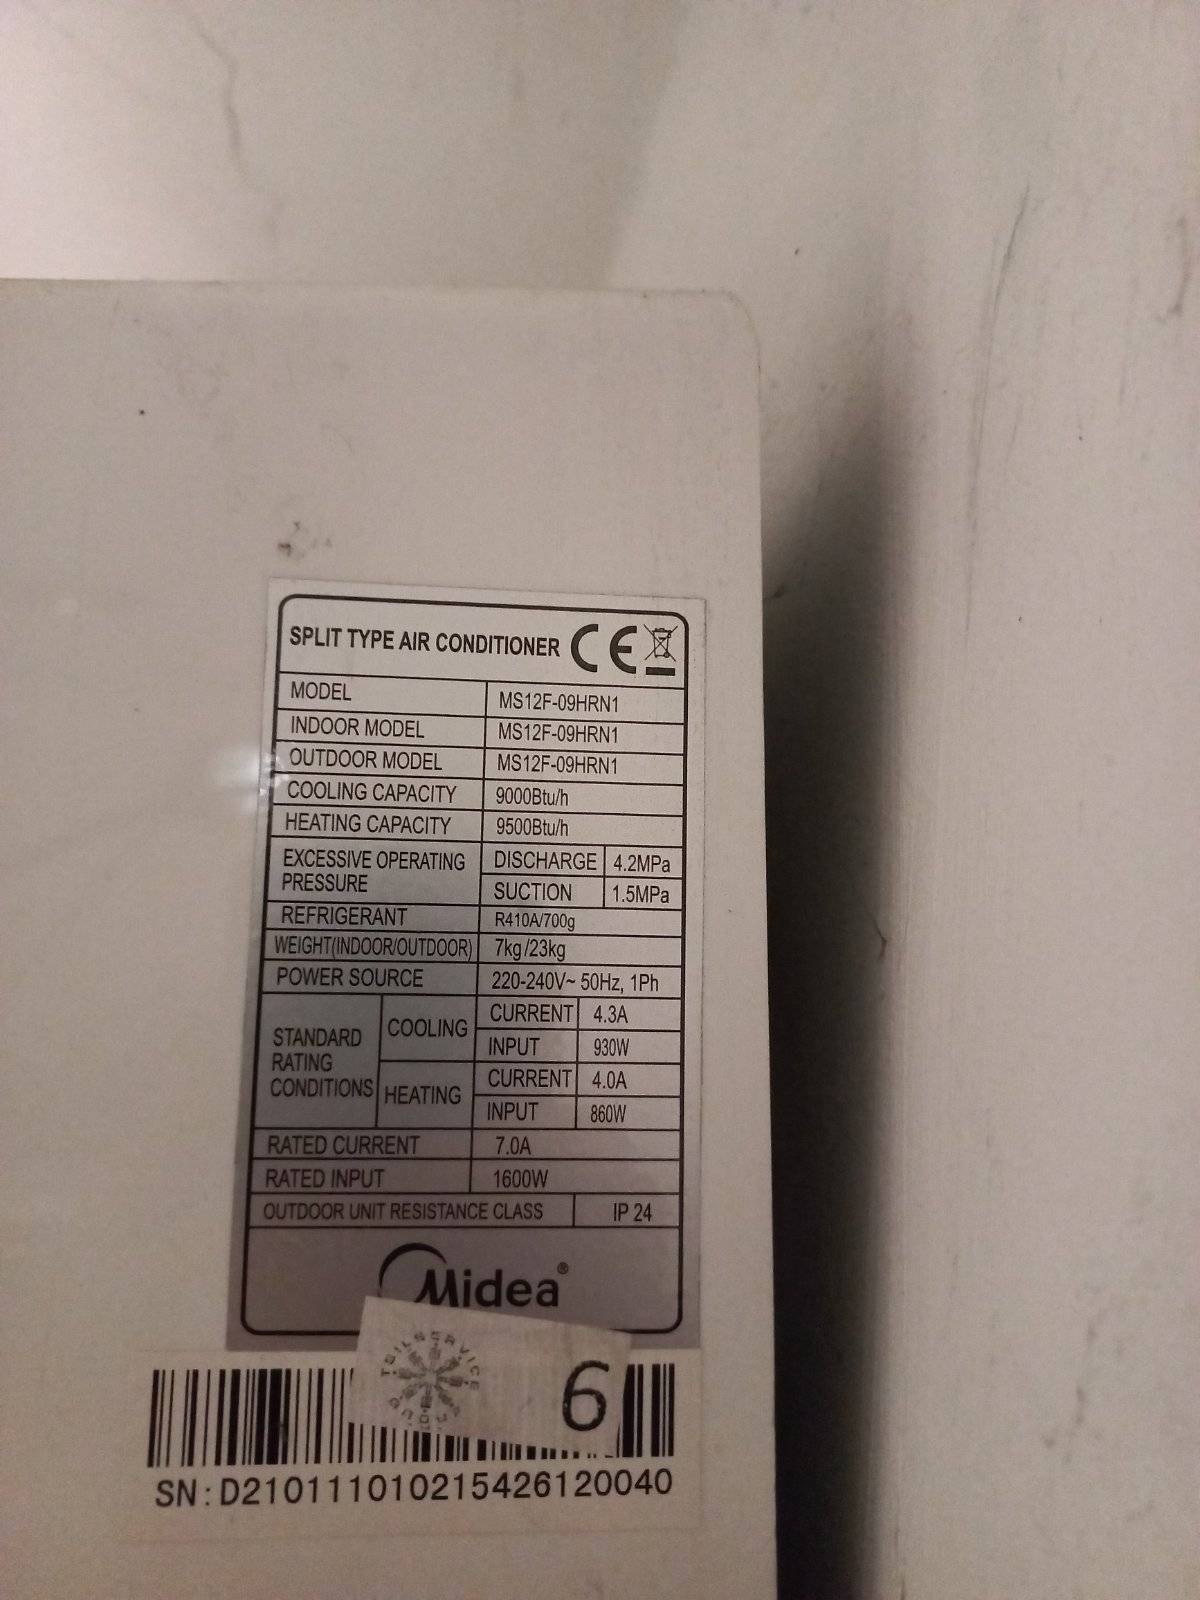 SPLIT TYPE AIR CONDITIONER CE
MODEL MS12F-09HRN1
INDOOR MODEL MS12F-09HRN1
OUTDOOR MODEL MS12F-09HRN1
COOLING CAPACITY 9000Btu/h
HEATING CAPACITY 9500Btu/h
EXCESSIVE OPERATING PRESSURE DISCHARGE 4.2MPa
SUCTION 1.5MPa
REFRIGERANT R410A/700g
WEIGHT(INDOOR/OUTDOOR) 7kg/23kg
POWER SOURCE 220-240V~ 50Hz, 1Ph
STANDARD RATING CONDITIONS COOLING CURRENT 4.3A
INPUT 930W
HEATING CURRENT 4.0A
INPUT 860W
RATED CURRENT 7.0A
RATED INPUT 1600W
OUTDOOR UNIT RESISTANCE CLASS IP 24
Midea®
TBILSERVICE
6
SN:D210111010215426120040